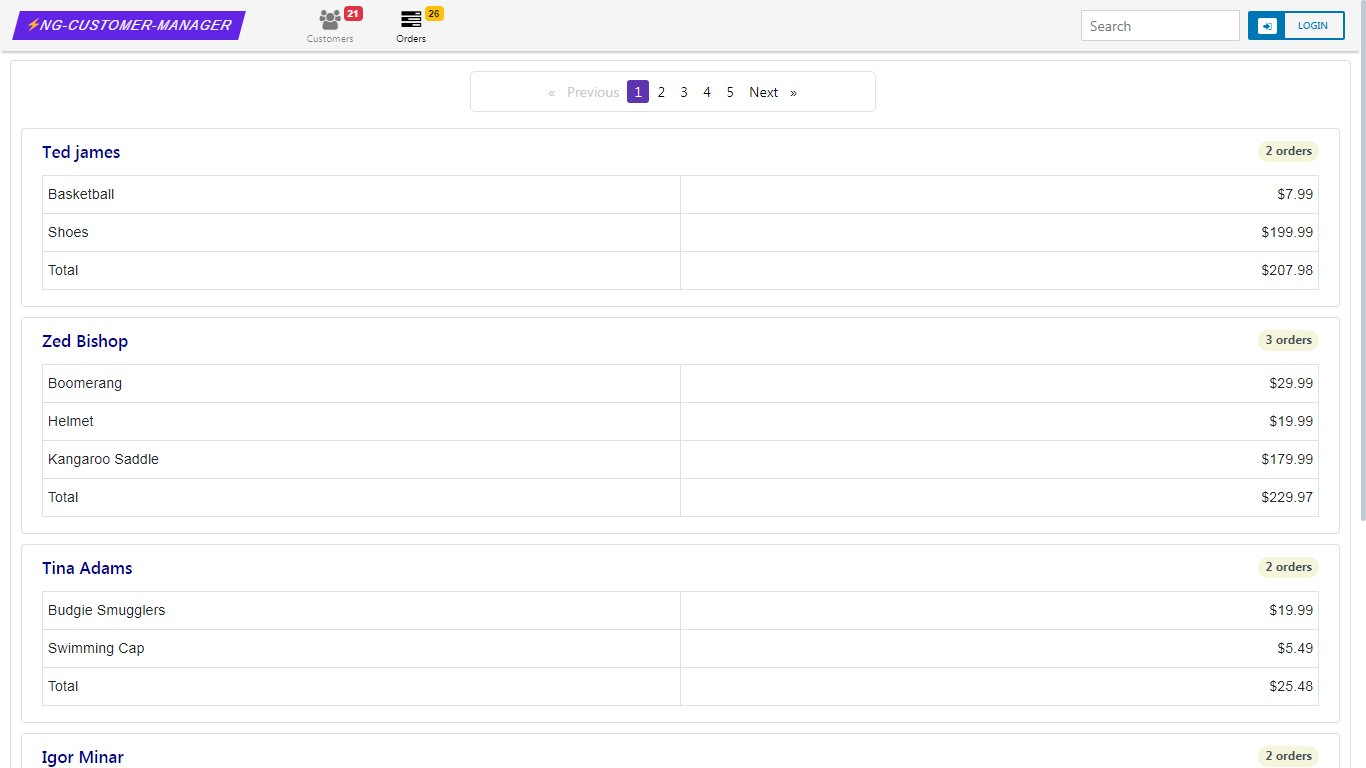 ⚡NG-CUSTOMER-MANAGER 21 26 Search LOGIN
Customers Orders
« Previous 1 2 3 4 5 Next »
Ted james 2 orders
Basketball $7.99
Shoes $199.99
Total $207.98
Zed Bishop 3 orders
Boomerang $29.99
Helmet $19.99
Kangaroo Saddle $179.99
Total $229.97
Tina Adams 2 orders
Budgie Smugglers $19.99
Swimming Cap $5.49
Total $25.48
Igor Minar 2 orders